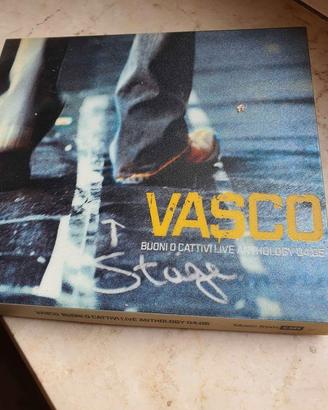 VASCO
BUONI O CATTIVI LIVE ANTHOLOGY 04.05
Stage
VASCO BUONI O CATTIVI LIVE ANTHOLOGY 04.05